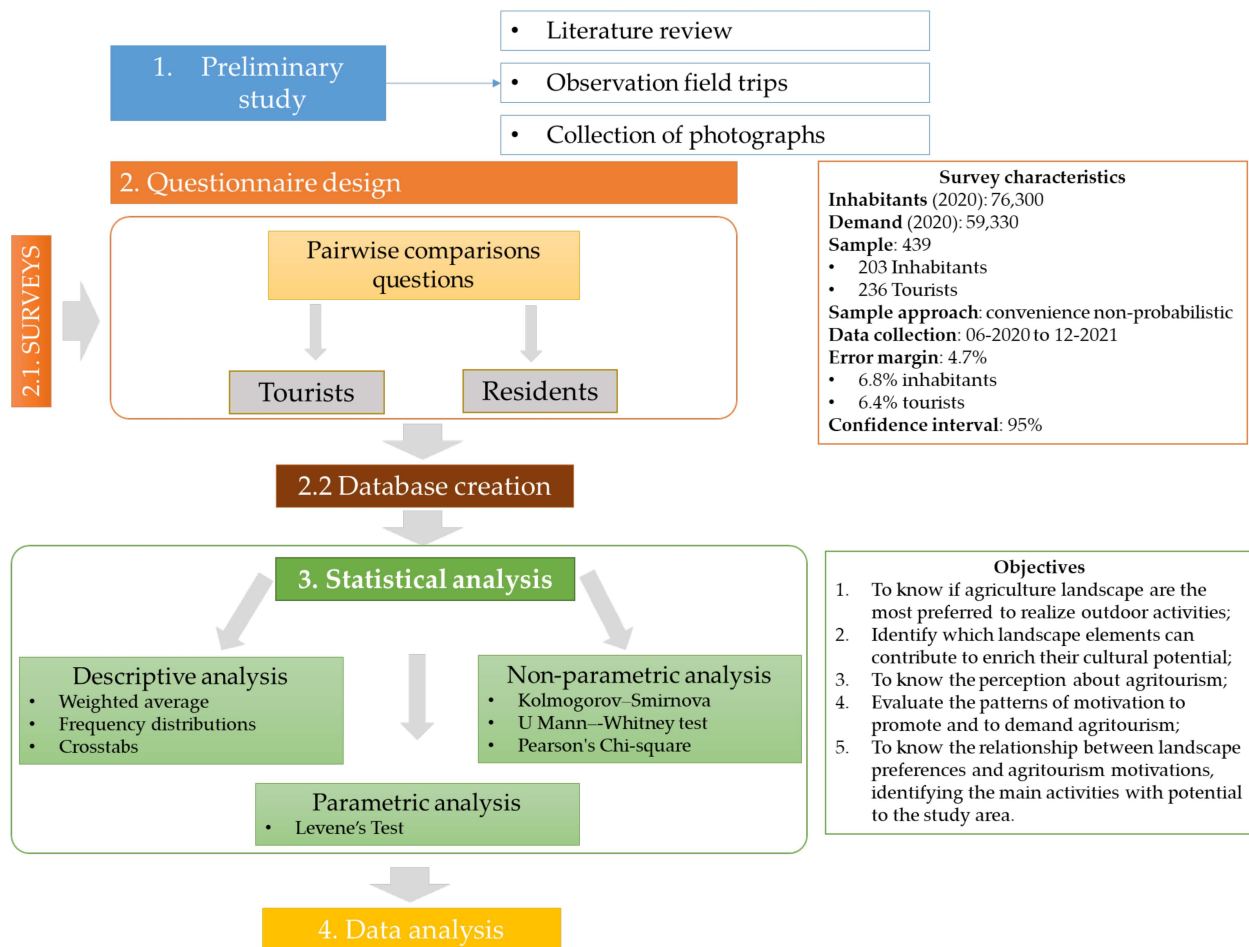 1. Preliminary
study
• Literature review
• Observation field trips
• Collection of photographs
2. Questionnaire design
2.1. SURVEYS
Pairwise comparisons
questions
Tourists
Residents
Survey characteristics
Inhabitants (2020): 76,300
Demand (2020): 59,330
Sample: 439
• 203 Inhabitants
• 236 Tourists
Sample approach: convenience non-probabilistic
Data collection: 06-2020 to 12-2021
Error margin: 4.7%
• 6.8% inhabitants
• 6.4% tourists
Confidence interval: 95%
2.2 Database creation
3. Statistical analysis
Descriptive analysis
• Weighted average
• Frequency distributions
• Crosstabs
Non-parametric analysis
• Kolmogorov–Smirnova
• U Mann–-Whitney test
• Pearson's Chi-square
Parametric analysis
• Levene’s Test
Objectives
1. To know if agriculture landscape are the
most preferred to realize outdoor activities;
2. Identify which landscape elements can
contribute to enrich their cultural potential;
3. To know the perception about agritourism;
4. Evaluate the patterns of motivation to
promote and to demand agritourism;
5. To know the relationship between landscape
preferences and agritourism motivations,
identifying the main activities with potential
to the study area.
4. Data analysis